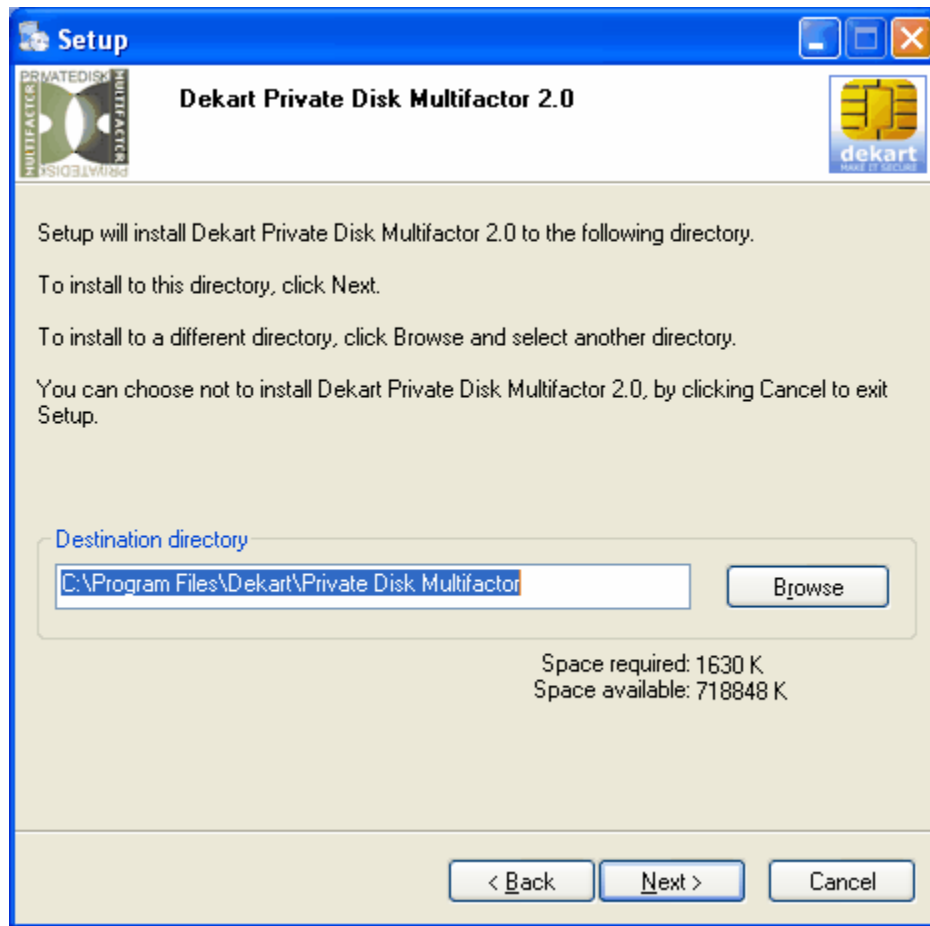 Setup
PRIVATEDISK
MULTIFACTOR
MULTIFACTOR
PRIVATEDISK
Dekart Private Disk Multifactor 2.0
dekart
MAKE IT SECURE
Setup will install Dekart Private Disk Multifactor 2.0 to the following directory.
To install to this directory, click Next.
To install to a different directory, click Browse and select another directory.
You can choose not to install Dekart Private Disk Multifactor 2.0, by clicking Cancel to exit
Setup.
Destination directory
C:\Program Files\Dekart\Private Disk Multifactor
Browse
Space required: 1630 K
Space available: 718848 K
< Back
Next >
Cancel